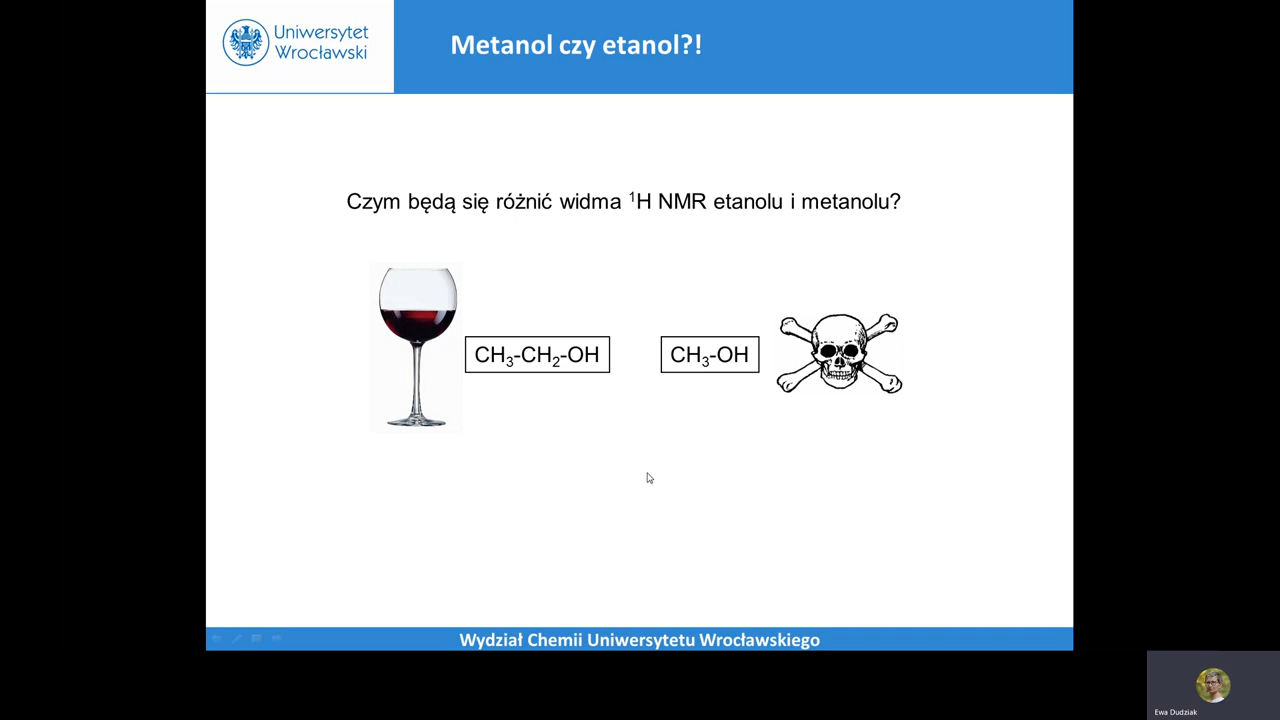 Uniwersytet
Wrocławski
Metanol czy etanol?!
Czym będą się różnić widma ¹H NMR etanolu i metanolu?
CH₃-CH₂-OH
CH₃-OH
Wydział Chemii Uniwersytetu Wrocławskiego
Ewa Dudziak